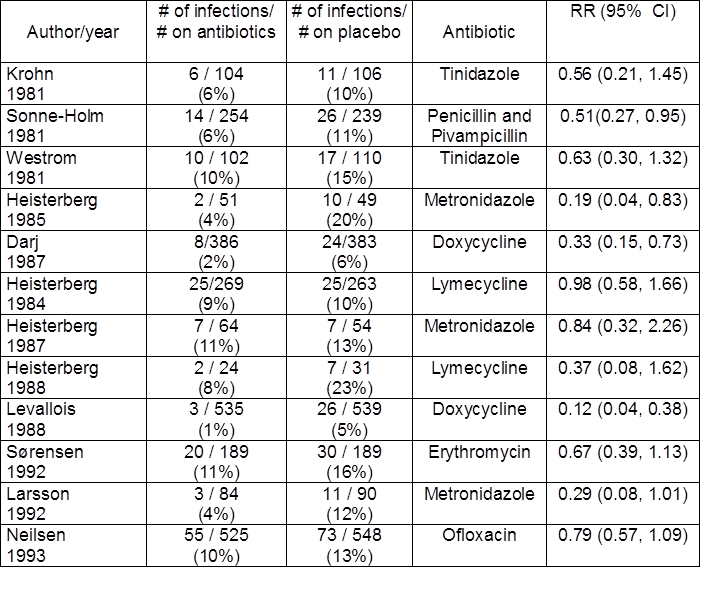 Author/year # of infections/ # on antibiotics # of infections/ # on placebo Antibiotic RR (95% CI)
Krohn 6 / 104 11 / 106 Tinidazole 0.56 (0.21, 1.45)
1981 (6%) (10%)
Sonne-Holm 14 / 254 26 / 239 Penicillin and 0.51(0.27, 0.95)
1981 (6%) (11%) Pivampicillin
Westrom 10 / 102 17 / 110 Tinidazole 0.63 (0.30, 1.32)
1981 (10%) (15%)
Heisterberg 2 / 51 10 / 49 Metronidazole 0.19 (0.04, 0.83)
1985 (4%) (20%)
Darj 8/386 24/383 Doxycycline 0.33 (0.15, 0.73)
1987 (2%) (6%)
Heisterberg 25/269 25/263 Lymecycline 0.98 (0.58, 1.66)
1984 (9%) (10%)
Heisterberg 7 / 64 7 / 54 Metronidazole 0.84 (0.32, 2.26)
1987 (11%) (13%)
Heisterberg 2 / 24 7 / 31 Lymecycline 0.37 (0.08, 1.62)
1988 (8%) (23%)
Levallois 3 / 535 26 / 539 Doxycycline 0.12 (0.04, 0.38)
1988 (1%) (5%)
Sørensen 20 / 189 30 / 189 Erythromycin 0.67 (0.39, 1.13)
1992 (11%) (16%)
Larsson 3 / 84 11 / 90 Metronidazole 0.29 (0.08, 1.01)
1992 (4%) (12%)
Neilsen 55 / 525 73 / 548 Ofloxacin 0.79 (0.57, 1.09)
1993 (10%) (13%)